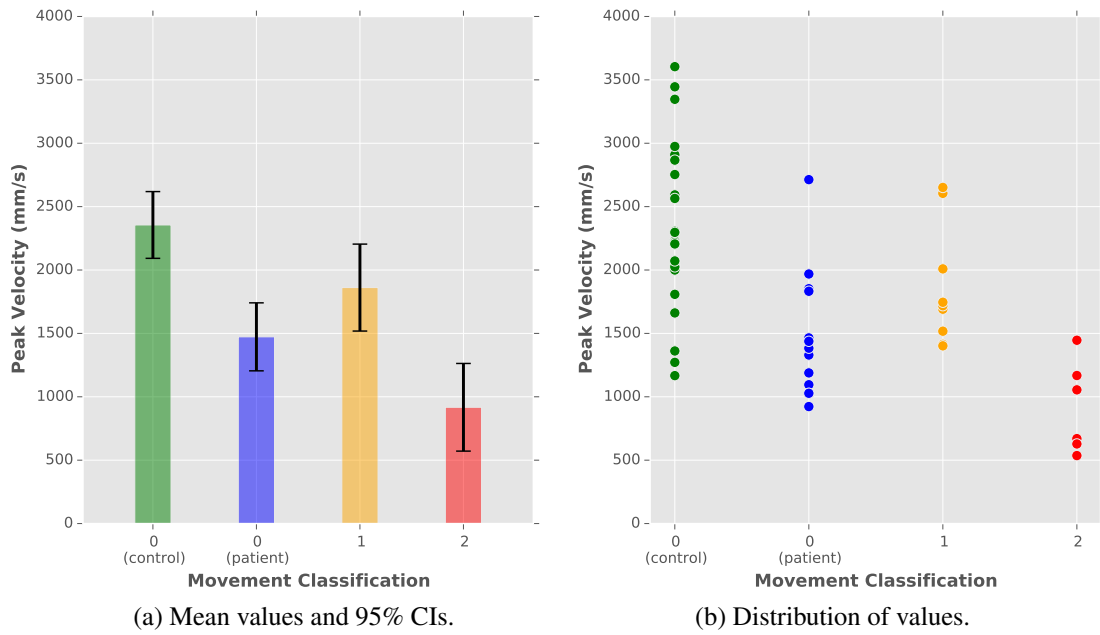 4000
3500
3000
2500
2000
1500
1000
500
0
Peak Velocity (mm/s)
0
(control)
0
(patient)
1
2
Movement Classification
(a) Mean values and 95% CIs.
4000
3500
3000
2500
2000
1500
1000
500
0
Peak Velocity (mm/s)
0
(control)
0
(patient)
1
2
Movement Classification
(b) Distribution of values.